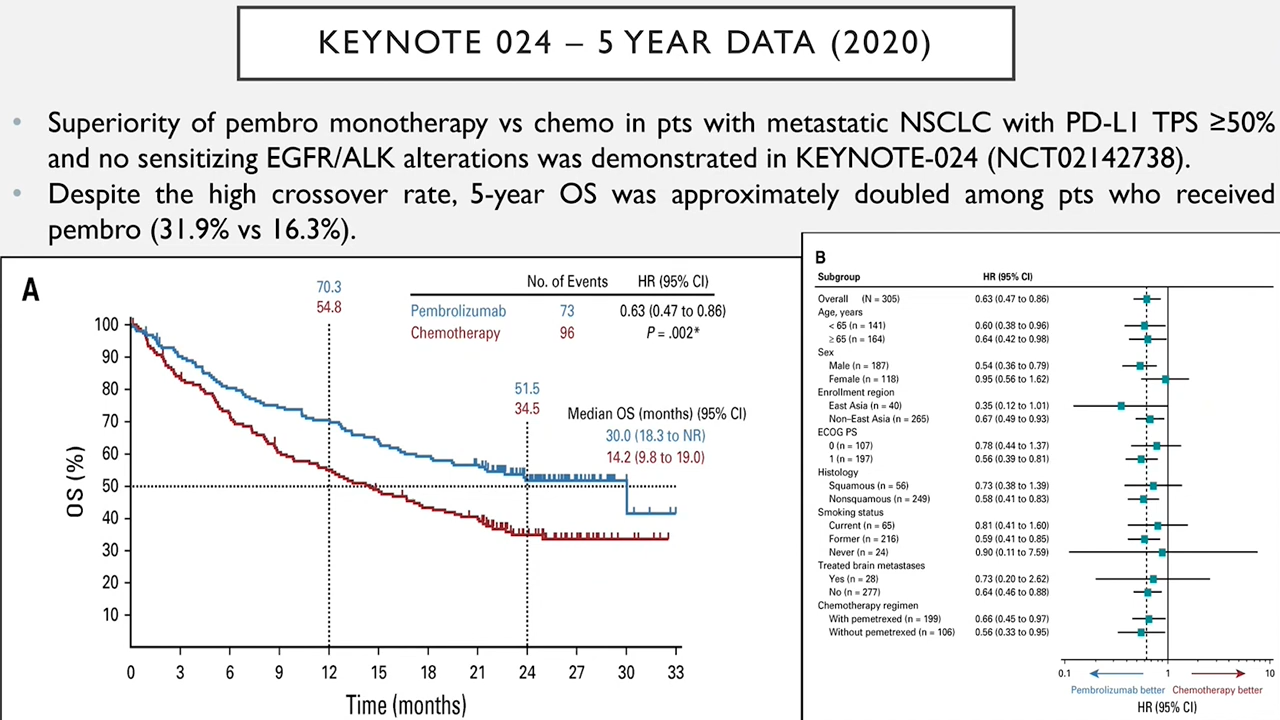 KEYNOTE 024 – 5 YEAR DATA (2020)
• Superiority of pembro monotherapy vs chemo in pts with metastatic NSCLC with PD-L1 TPS ≥50%
and no sensitizing EGFR/ALK alterations was demonstrated in KEYNOTE-024 (NCT02142738).
• Despite the high crossover rate, 5-year OS was approximately doubled among pts who received
pembro (31.9% vs 16.3%).
A
70.3
54.8
No. of Events HR (95% CI)
Pembrolizumab 73 0.63 (0.47 to 0.86)
Chemotherapy 96 P = .002*
51.5
34.5
Median OS (months) (95% CI)
30.0 (18.3 to NR)
14.2 (9.8 to 19.0)
OS (%)
100
90
80
70
60
50
40
30
20
10
0 3 6 9 12 15 18 21 24 27 30 33
Time (months)
B
Subgroup HR (95% CI)
Overall (N = 305) 0.63 (0.47 to 0.86)
Age, years
< 65 (n = 141) 0.60 (0.38 to 0.96)
≥ 65 (n = 164) 0.64 (0.42 to 0.98)
Sex
Male (n = 187) 0.54 (0.36 to 0.79)
Female (n = 118) 0.95 (0.56 to 1.62)
Enrollment region
East Asia (n = 40) 0.35 (0.12 to 1.01)
Non–East Asia (n = 265) 0.67 (0.49 to 0.93)
ECOG PS
0 (n = 107) 0.78 (0.44 to 1.37)
1 (n = 197) 0.56 (0.39 to 0.81)
Histology
Squamous (n = 56) 0.73 (0.38 to 1.39)
Nonsquamous (n = 249) 0.58 (0.41 to 0.83)
Smoking status
Current (n = 65) 0.81 (0.41 to 1.60)
Former (n = 216) 0.59 (0.41 to 0.85)
Never (n = 24) 0.90 (0.11 to 7.59)
Treated brain metastases
Yes (n = 28) 0.73 (0.20 to 2.62)
No (n = 277) 0.64 (0.46 to 0.88)
Chemotherapy regimen
With pemetrexed (n = 199) 0.66 (0.45 to 0.97)
Without pemetrexed (n = 106) 0.56 (0.33 to 0.95)
0.1 1 10
Pembrolizumab better Chemotherapy better
HR (95% CI)